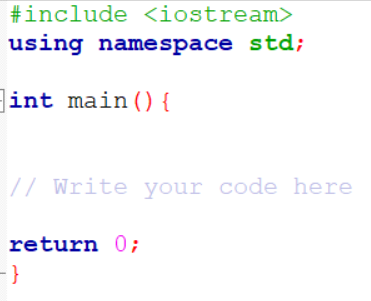 #include <iostream>
using namespace std;
int main(){
// Write your code here
return 0;
}